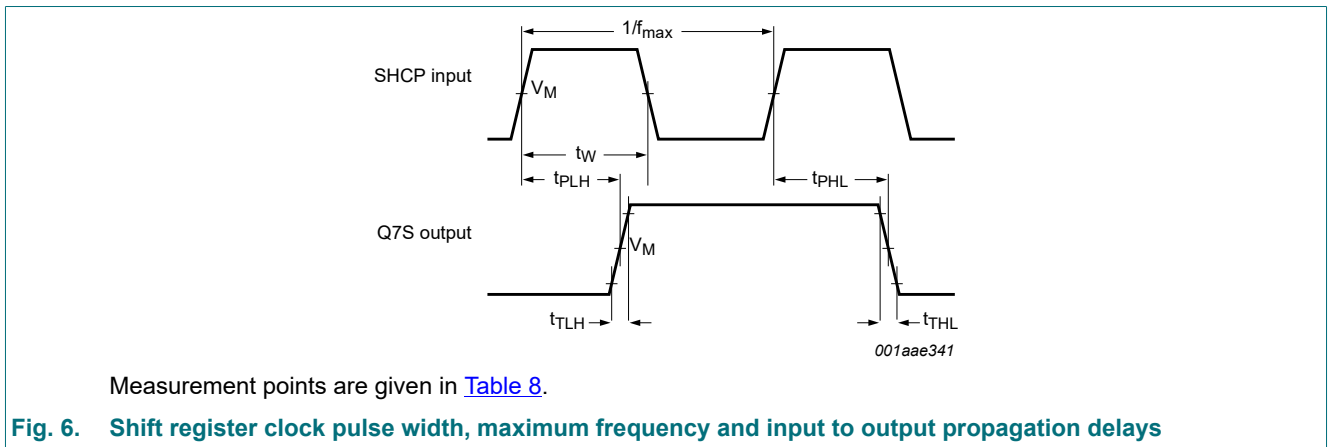 1/fmax
SHCP input
VM
tW
tPLH
tPHL
Q7S output
VM
tTLH
tTHL
001aae341
Measurement points are given in Table 8.
Fig. 6. Shift register clock pulse width, maximum frequency and input to output propagation delays